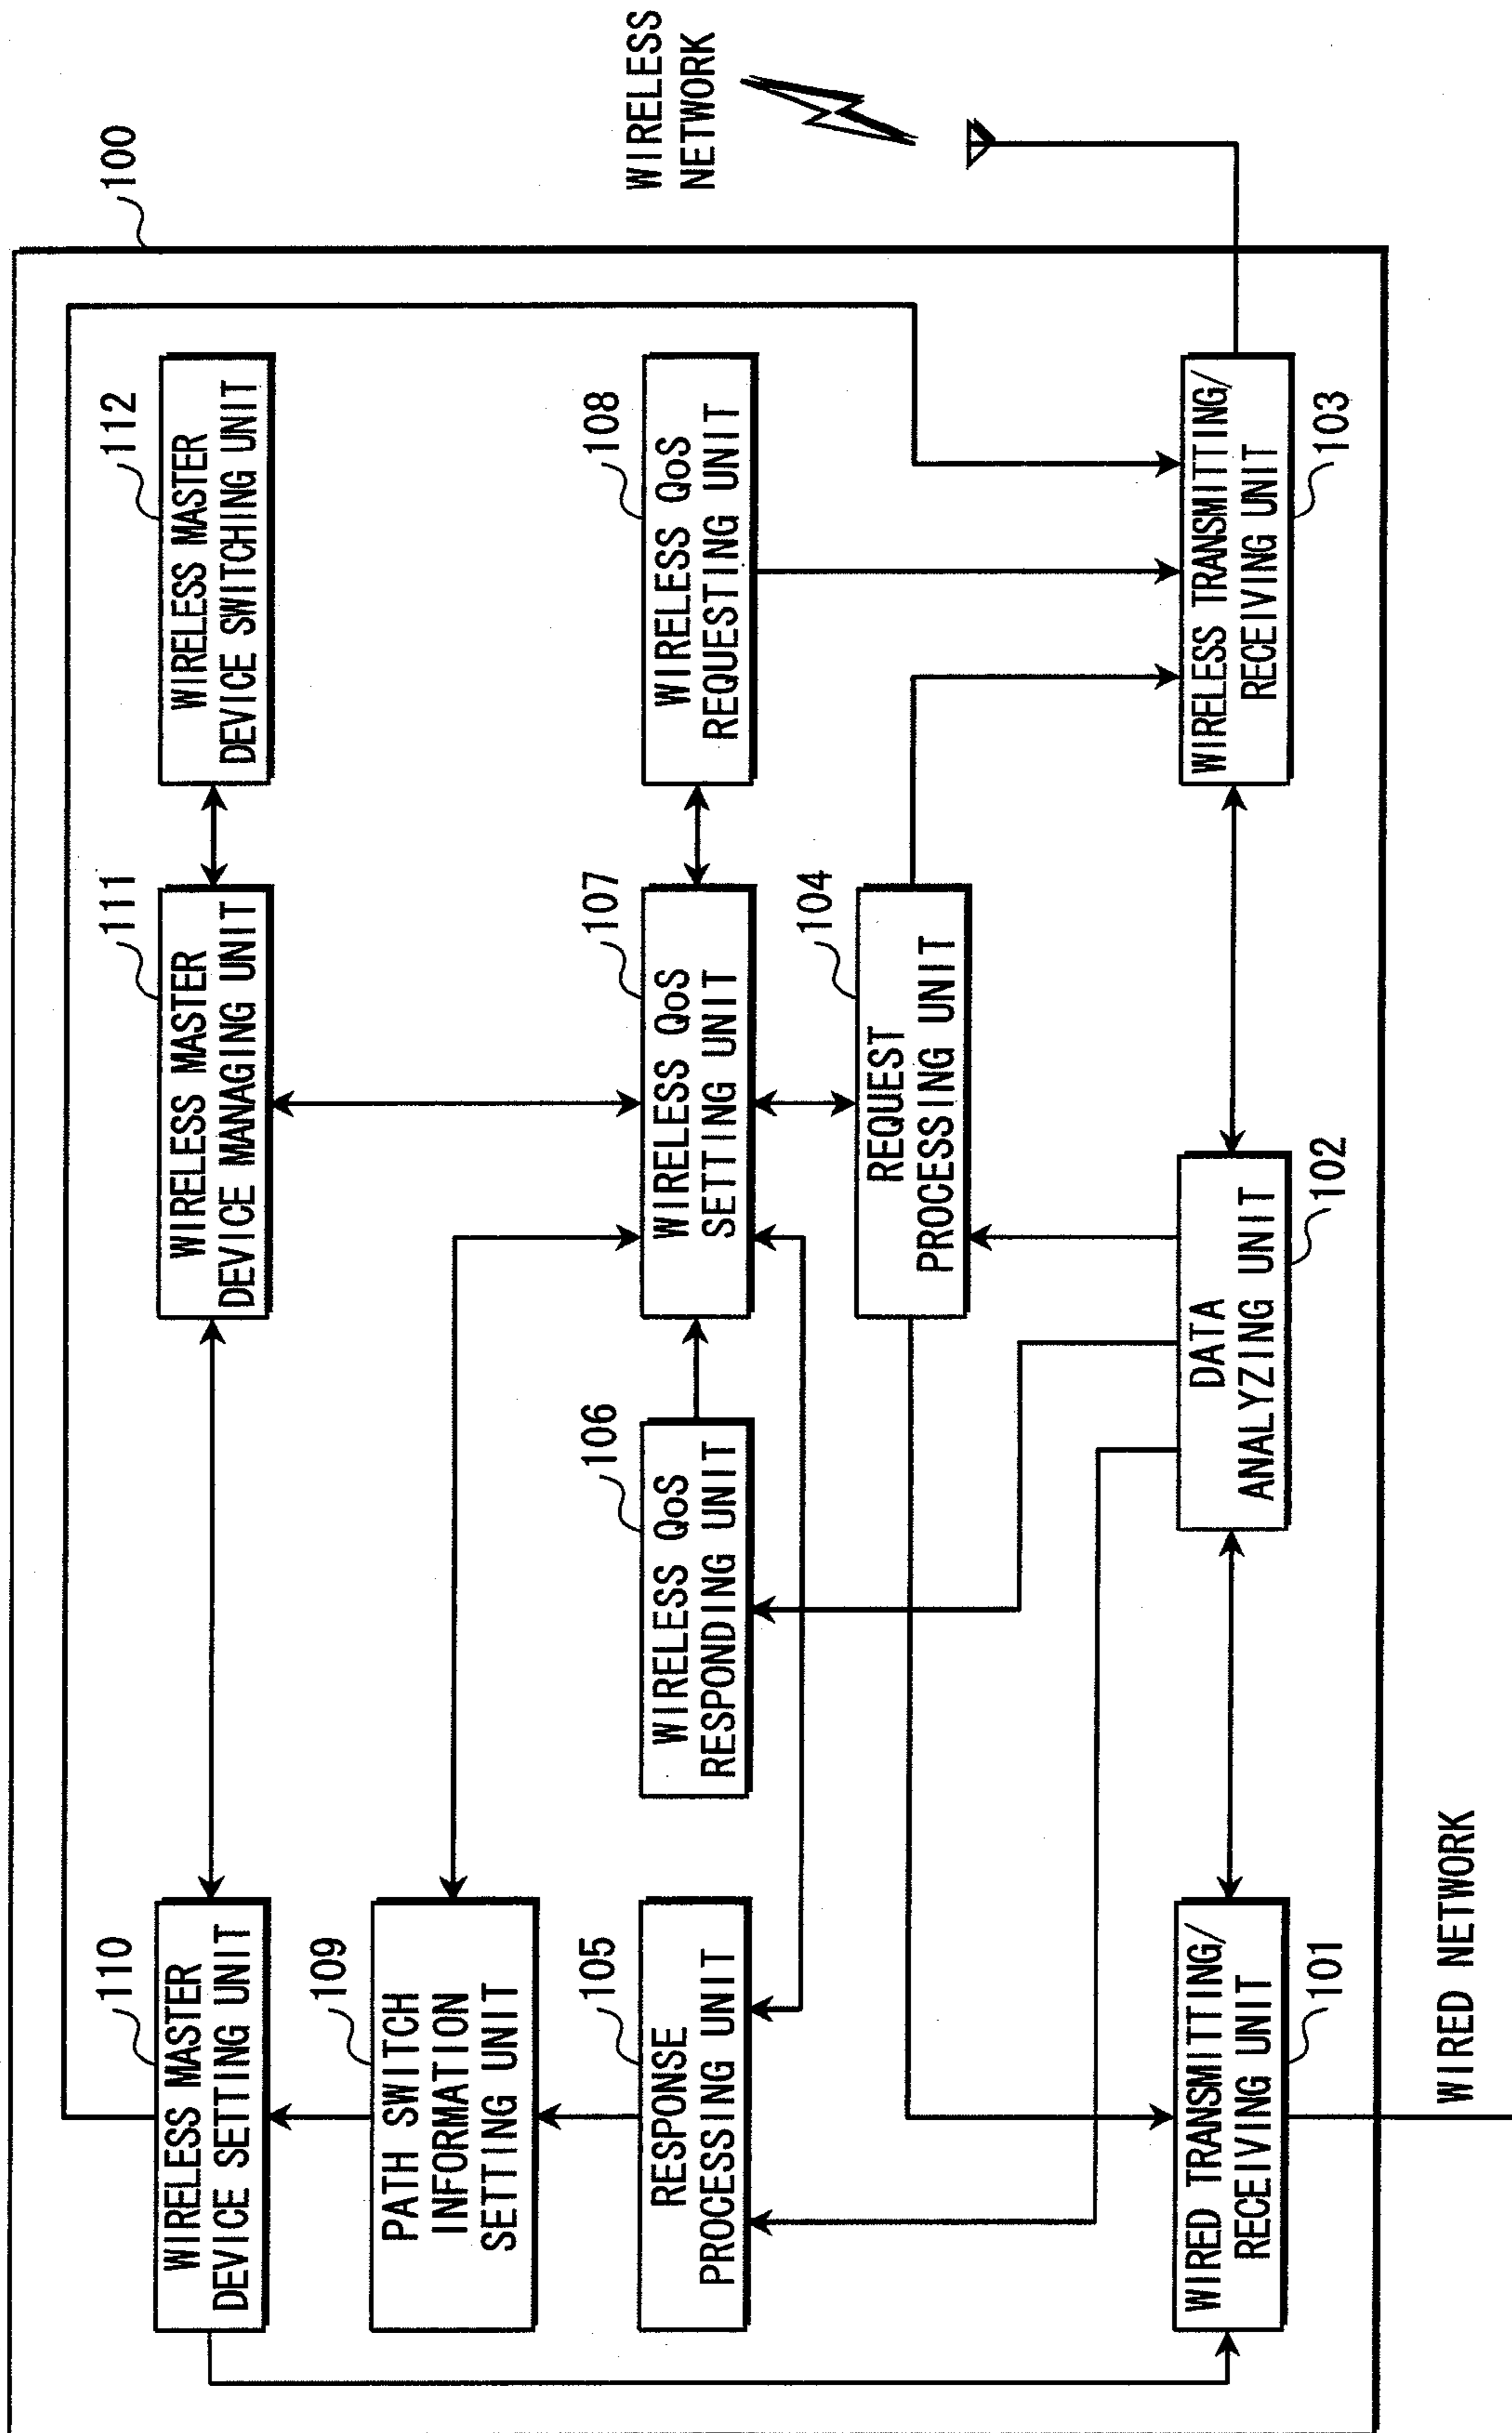 100
WIRELESS
NETWORK
110
WIRELESS MASTER
DEVICE SETTING UNIT
111
WIRELESS MASTER
DEVICE MANAGING UNIT
112
WIRELESS MASTER
DEVICE SWITCHING UNIT
109
PATH SWITCH
INFORMATION
SETTING UNIT
105
RESPONSE
PROCESSING UNIT
106
WIRELESS QoS
RESPONDING UNIT
107
WIRELESS QoS
SETTING UNIT
108
WIRELESS QoS
REQUESTING UNIT
104
REQUEST
PROCESSING UNIT
WIRED TRANSMITTING/
RECEIVING UNIT
101
DATA
ANALYZING UNIT
102
WIRELESS TRANSMITTING/
RECEIVING UNIT
103
WIRED NETWORK